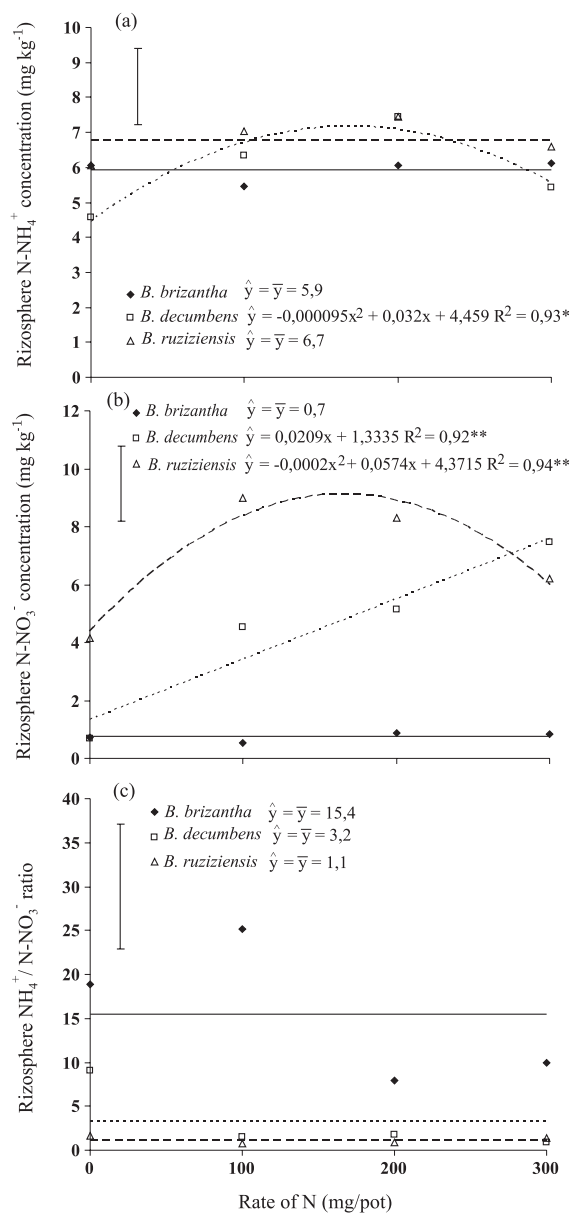 (a)
10
9
8
7
6
5
4
3
2
1
0
Rizosphere N-NH₄⁺ concentration (mg kg⁻¹)
B. brizantha ŷ = y̅ = 5,9
B. decumbens ŷ = -0,000095x² + 0,032x + 4,459 R² = 0,93*
B. ruziziensis ŷ = y̅ = 6,7
(b)
12
10
8
6
4
2
0
Rizosphere N-NO₃⁻ concentration (mg kg⁻¹)
B. brizantha ŷ = y̅ = 0,7
B. decumbens ŷ = 0,0209x + 1,3335 R² = 0,92**
B. ruziziensis ŷ = -0,0002x² + 0,0574x + 4,3715 R² = 0,94**
(c)
40
35
30
25
20
15
10
5
0
Rizosphere NH₄⁺/ N-NO₃⁻ ratio
B. brizantha ŷ = y̅ = 15,4
B. decumbens ŷ = y̅ = 3,2
B. ruziziensis ŷ = y̅ = 1,1
0 100 200 300
Rate of N (mg/pot)